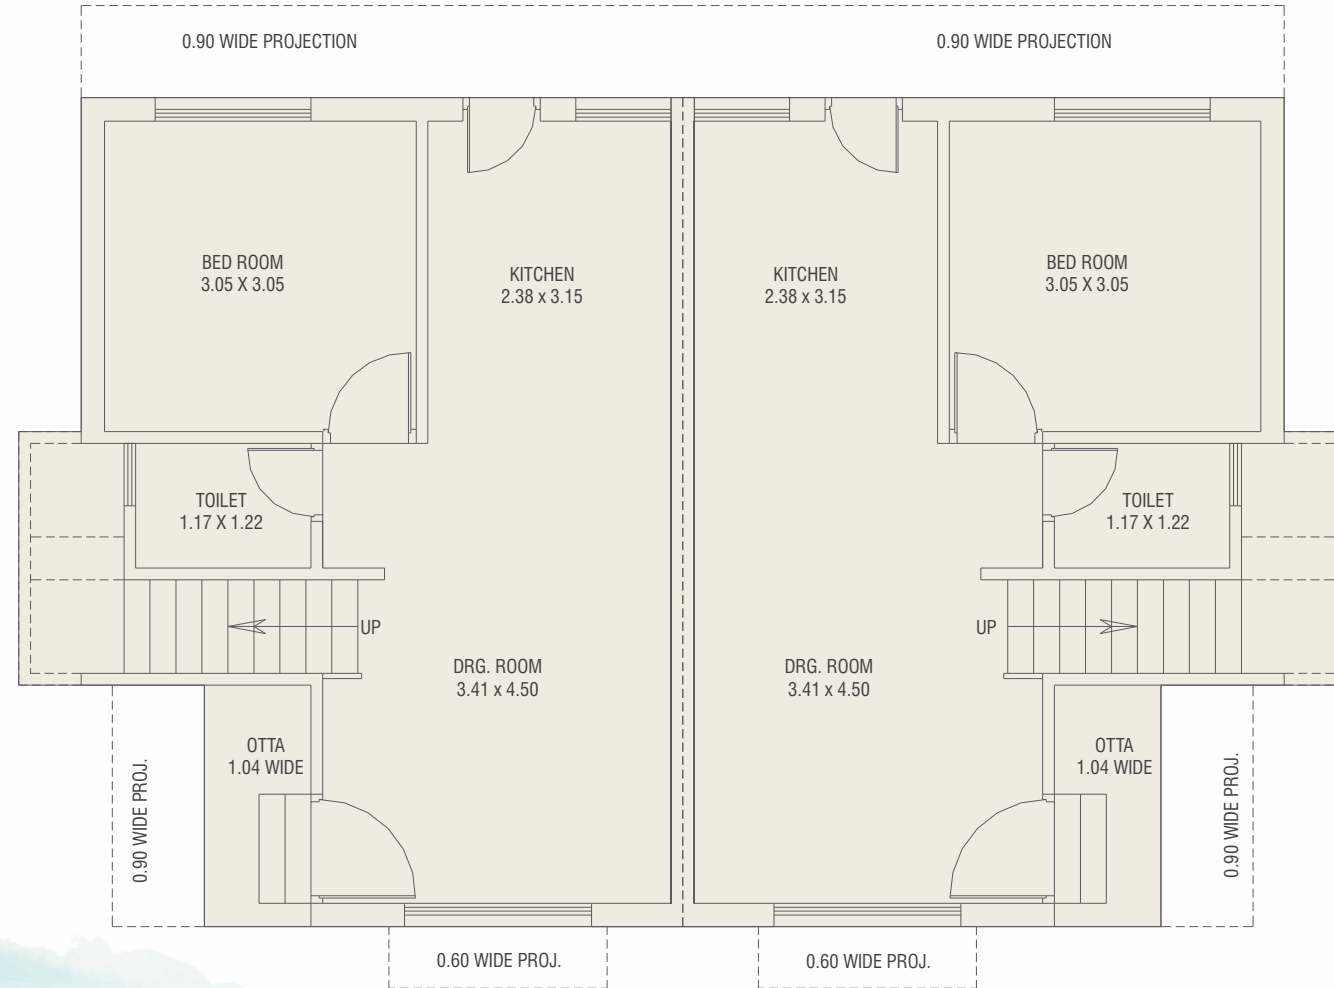 0.90 WIDE PROJECTION
0.90 WIDE PROJECTION
BED ROOM
3.05 X 3.05
KITCHEN
2.38 x 3.15
KITCHEN
2.38 x 3.15
BED ROOM
3.05 X 3.05
TOILET
1.17 X 1.22
TOILET
1.17 X 1.22
UP
UP
DRG. ROOM
3.41 x 4.50
DRG. ROOM
3.41 x 4.50
OTTA
1.04 WIDE
OTTA
1.04 WIDE
0.90 WIDE PROJ.
0.90 WIDE PROJ.
0.60 WIDE PROJ.
0.60 WIDE PROJ.